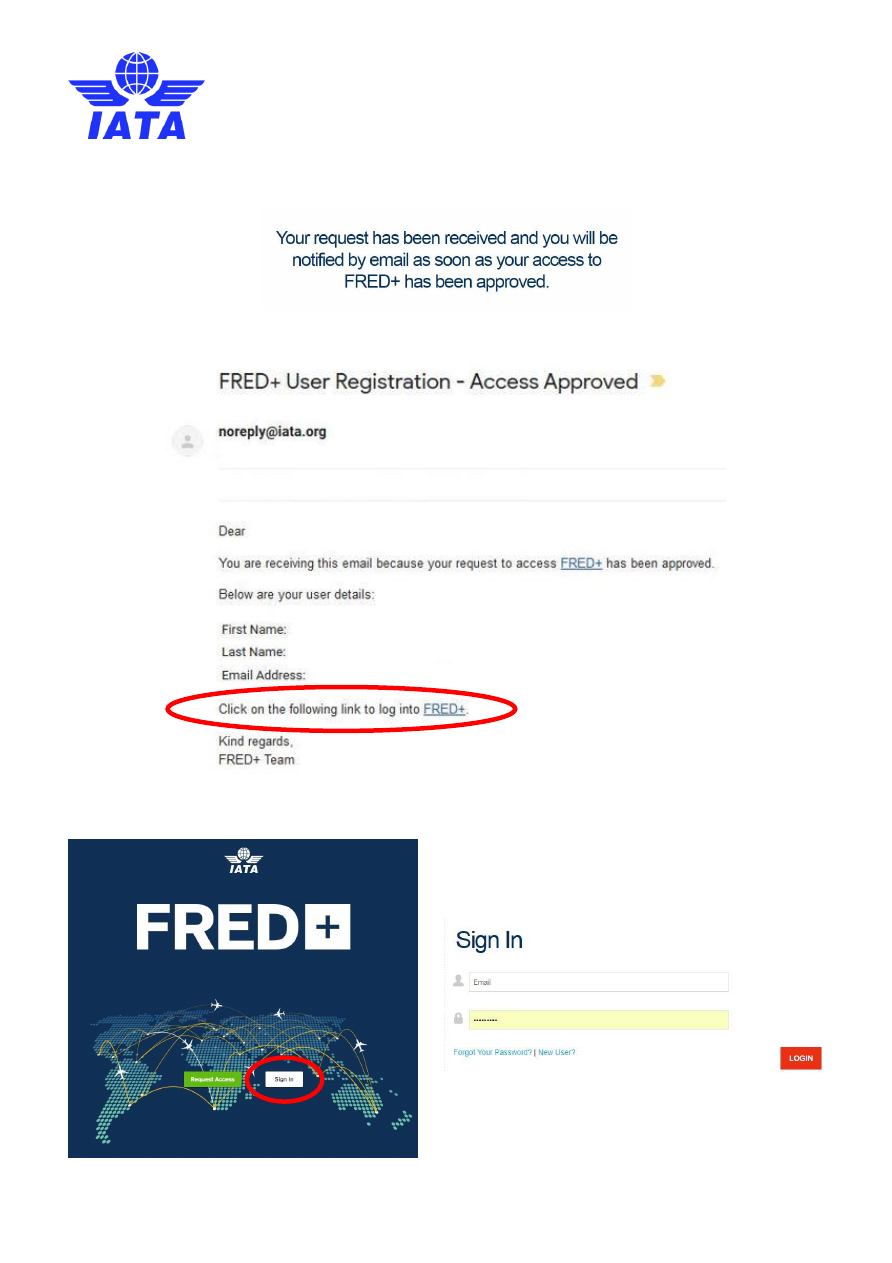 IATA
Your request has been received and you will be
notified by email as soon as your access to
FRED+ has been approved.
FRED+ User Registration - Access Approved
noreply@iata.org
Dear
You are receiving this email because your request to access FRED+ has been approved.
Below are your user details:
First Name:
Last Name:
Email Address:
Click on the following link to log into FRED+.
Kind regards,
FRED+ Team
IATA
FRED+
Request Access
Sign In
Sign In
Email
Forgot Your Password? | New User?
LOGIN